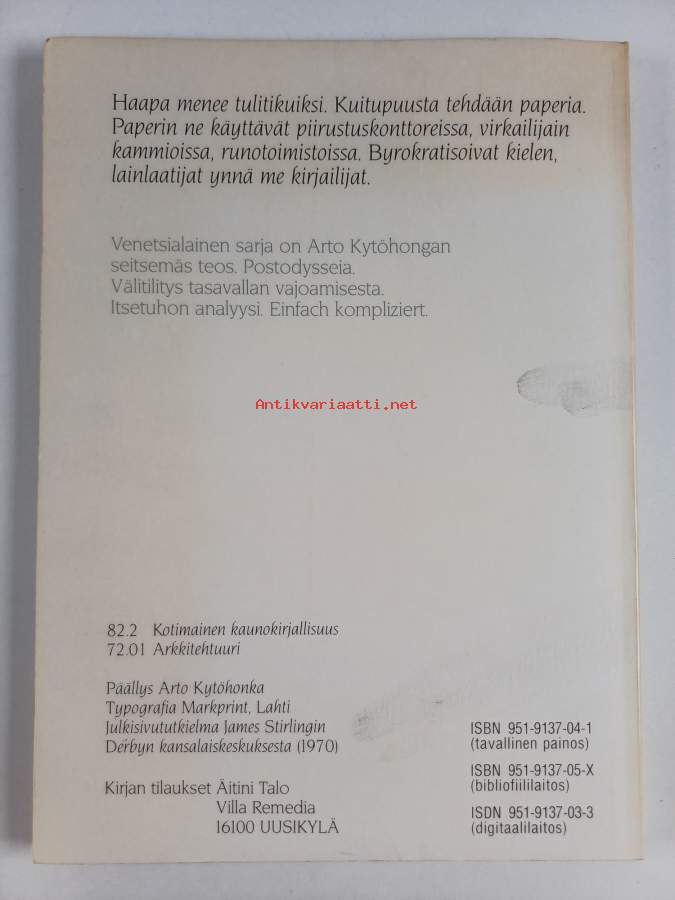 Haapa menee tulitikuiksi. Kuitupuusta tehdään paperia.
Paperin ne käyttävät piirustuskonttoreissa, virkailijain
kammioissa, runotoimistoissa. Byrokratisoivat kielen,
lainlaatijat ynnä me kirjailijat.
Venetsialainen sarja on Arto Kytöhongan
seitsemäs teos. Postodysseia.
Välitilitys tasavallan vajoamisesta.
Itsetuhon analyysi. Einfach kompliziert.
Antikvariaatti.net
82.2 Kotimainen kaunokirjallisuus
72.01 Arkkitehtuuri
Päällys Arto Kytöhonka
Typografia Markprint, Lahti
Julkisivututkielma James Stirlingin
Derbyn kansalaiskeskuksesta (1970)
Kirjan tilaukset Äitini Talo
Villa Remedia
16100 UUSIKYLÄ
ISBN 951-9137-04-1
(tavallinen painos)
ISBN 951-9137-05-X
(bibliofiililaitos)
ISDN 951-9137-03-3
(digitaalilaitos)